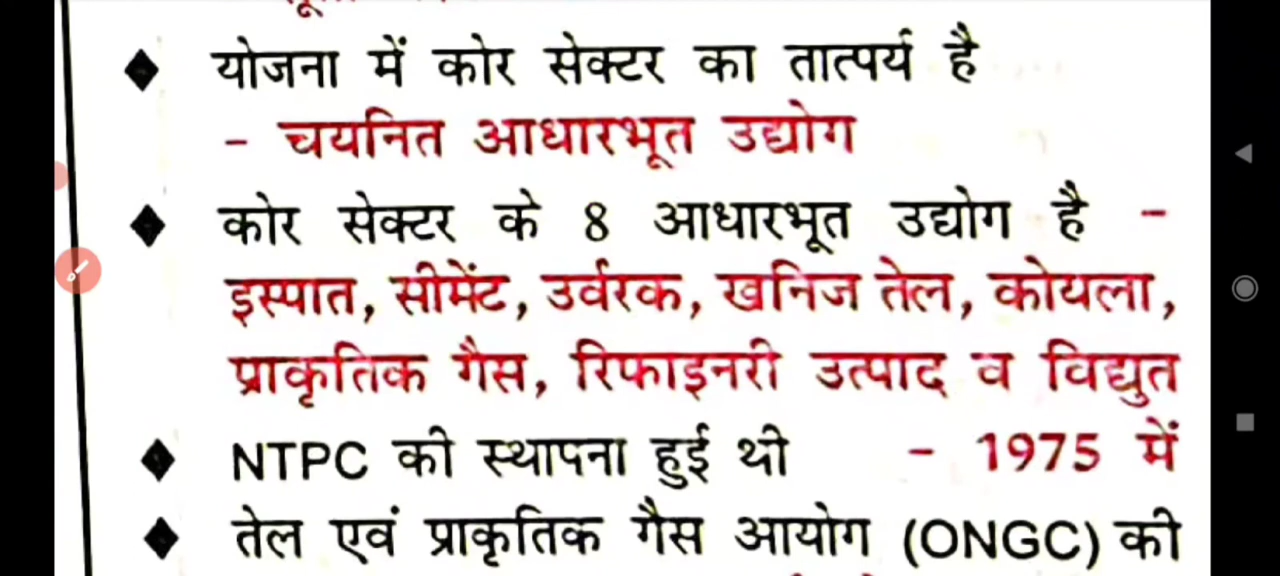 ◆ योजना में कोर सेक्टर का तात्पर्य है
- चयनित आधारभूत उद्योग
◆ कोर सेक्टर के 8 आधारभूत उद्योग है -
इस्पात, सीमेंट, उर्वरक, खनिज तेल, कोयला,
प्राकृतिक गैस, रिफाइनरी उत्पाद व विद्युत
◆ NTPC की स्थापना हुई थी - 1975 में
◆ तेल एवं प्राकृतिक गैस आयोग (ONGC) की